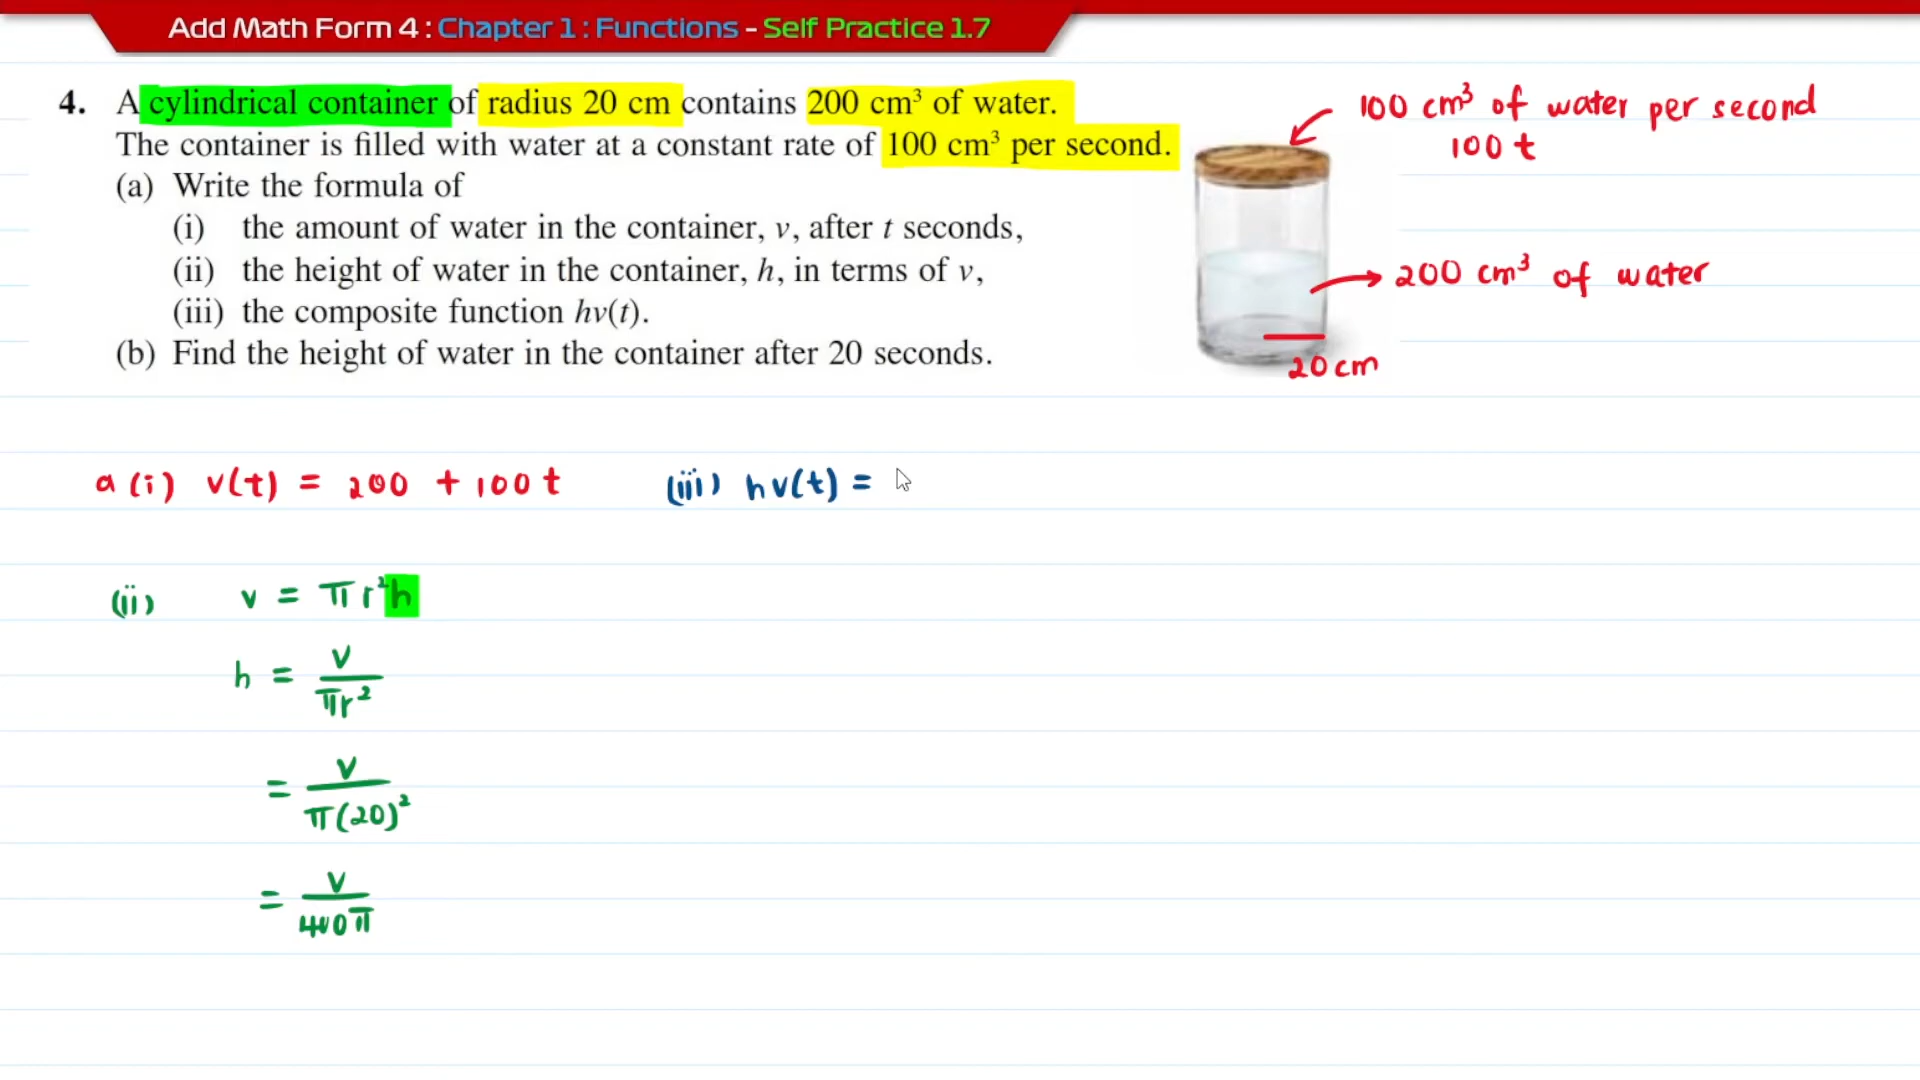 Add Math Form 4 : Chapter 1 : Functions - Self Practice 1.7
4. A cylindrical container of radius 20 cm contains 200 cm³ of water.
The container is filled with water at a constant rate of 100 cm³ per second.
(a) Write the formula of
(i) the amount of water in the container, v, after t seconds,
(ii) the height of water in the container, h, in terms of v,
(iii) the composite function hv(t).
(b) Find the height of water in the container after 20 seconds.
100 cm³ of water per second
100 t
200 cm³ of water
20 cm
a (i) v(t) = 200 + 100 t
(iii) hv(t) =
(ii) v = πr²h
h = v/πr²
= v/π(20)²
= v/400π